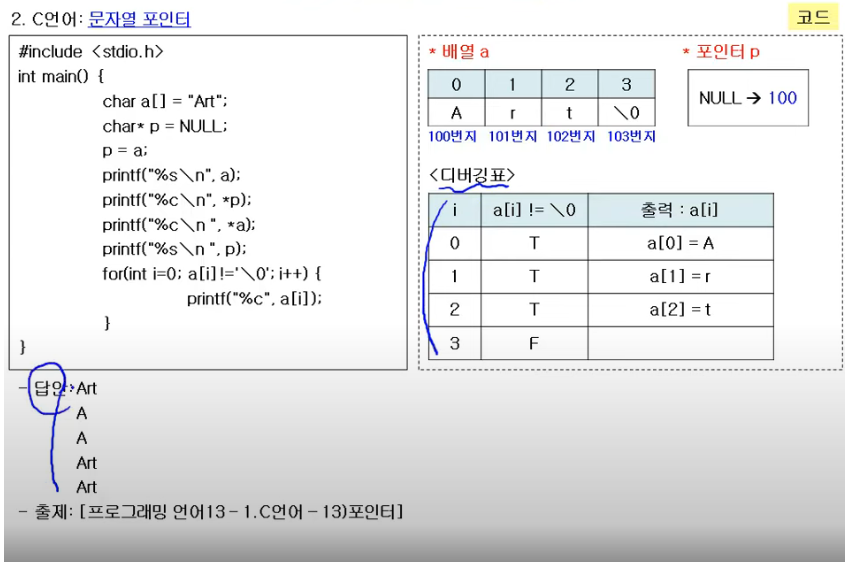 2. C언어: 문자열 포인터
코드
#include <stdio.h>
int main() {
char a[] = "Art";
char* p = NULL;
p = a;
printf("%s\n", a);
printf("%c\n", *p);
printf("%c\n ", *a);
printf("%s\n ", p);
for(int i=0; a[i]!='\0'; i++) {
printf("%c", a[i]);
}
}
* 배열 a
0 1 2 3
A r t \0
100번지 101번지 102번지 103번지
* 포인터 p
NULL → 100
<디버깅표>
i a[i] != \0 출력 : a[i]
0 T a[0] = A
1 T a[1] = r
2 T a[2] = t
3 F
- 답안: Art
A
A
Art
Art
- 출제: [프로그래밍 언어13-1.C언어-13)포인터]